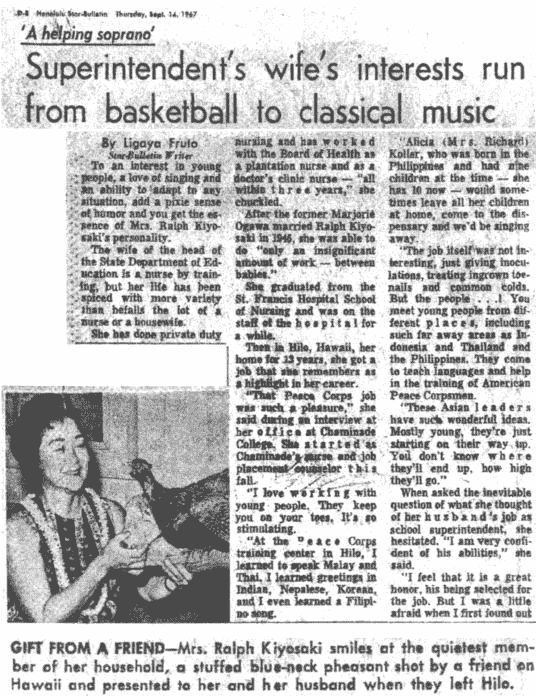 D-8 Honolulu Star-Bulletin Thursday, Sept. 14, 1967
'A helping soprano'
Superintendent's wife's interests run
from basketball to classical music
By Ligaya Fruto
Star-Bulletin Writer
To an interest in young
people, a love of singing and
an ability to adapt to any
situation, add a pixie sense
of humor and you get the es-
sence of Mrs. Ralph Kiyo-
saki's personality.
The wife of the head of
the State Department of Ed-
ucation is a nurse by train-
ing, but her life has been
spiced with more variety
than befalls the lot of a
nurse or a housewife.
She has done private duty
nursing and has worked
with the Board of Health as
a plantation nurse and as a
doctor's clinic nurse — "all
within three years," she
chuckled.
After the former Marjorie
Ogawa married Ralph Kiyo-
saki in 1946, she was able to
do "only an insignificant
amount of work — between
babies."
She graduated from the
St. Francis Hospital School
of Nursing and was on the
staff of the hospital for
a while.
Then in Hilo, Hawaii, her
home for 13 years, she got a
job that she remembers as
a highlight in her career.
"That Peace Corps job
was such a pleasure," she
said during an interview at
her office at Chaminade
College. She started as
Chaminade's nurse and job
placement counselor this
fall.
"I love working with
young people. They keep
you on your toes. It's so
stimulating.
"At the Peace Corps
training center in Hilo, I
learned to speak Malay and
Thai. I learned greetings in
Indian, Nepalese, Korean,
and I even learned a Filipi-
no song.
"Alicia (Mrs. Richard)
Koller, who was born in the
Philippines and had nine
children at the time — she
has 10 now — would some-
times leave all her children
at home, come to the dis-
pensary and we'd be singing
away.
"The job itself was not in-
teresting, just giving inocu-
lations, treating ingrown toe-
nails and common colds.
But the people . . . ! You
meet young people from dif-
ferent places, including
such far away areas as In-
donesia and Thailand and
the Philippines. They come
to teach languages and help
in the training of American
Peace Corpsmen.
"These Asian leaders
have such wonderful ideas.
Mostly young, they're just
starting on their way up.
You don't know where
they'll end up, how high
they'll go."
When asked the inevitable
question of what she thought
of her husband's job as
school superintendent, she
hesitated. "I am very confi-
dent of his abilities," she
said.
"I feel that it is a great
honor, his being selected for
the job. But I was a little
afraid when I first found out
GIFT FROM A FRIEND—Mrs. Ralph Kiyosaki smiles at the quietest mem-
ber of her household, a stuffed blue-neck pheasant shot by a friend on
Hawaii and presented to her and her husband when they left Hilo.